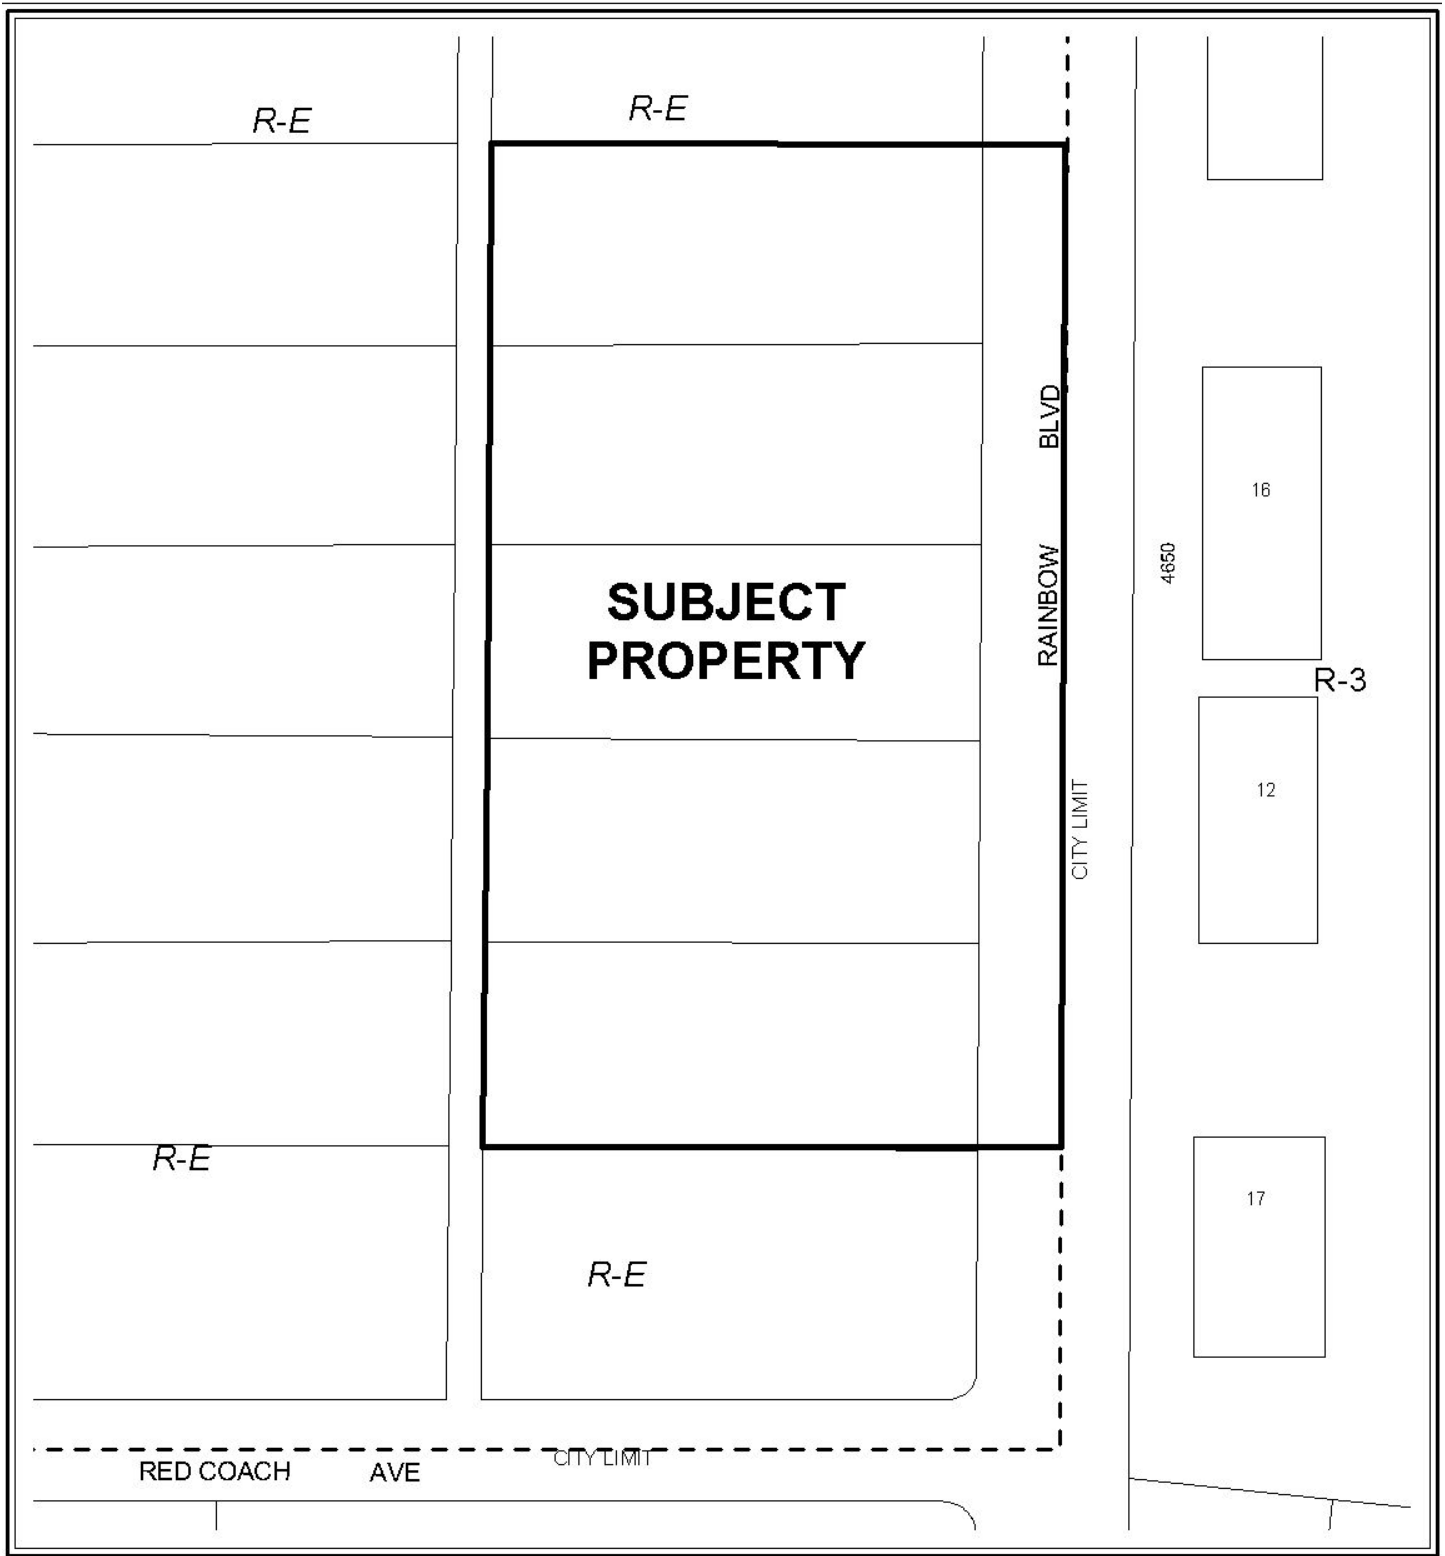 R-E
R-E
BLVD
16
RAINBOW
4650
SUBJECT
PROPERTY
R-3
12
CITY LIMIT
R-E
17
R-E
CITY LIMIT
RED COACH AVE